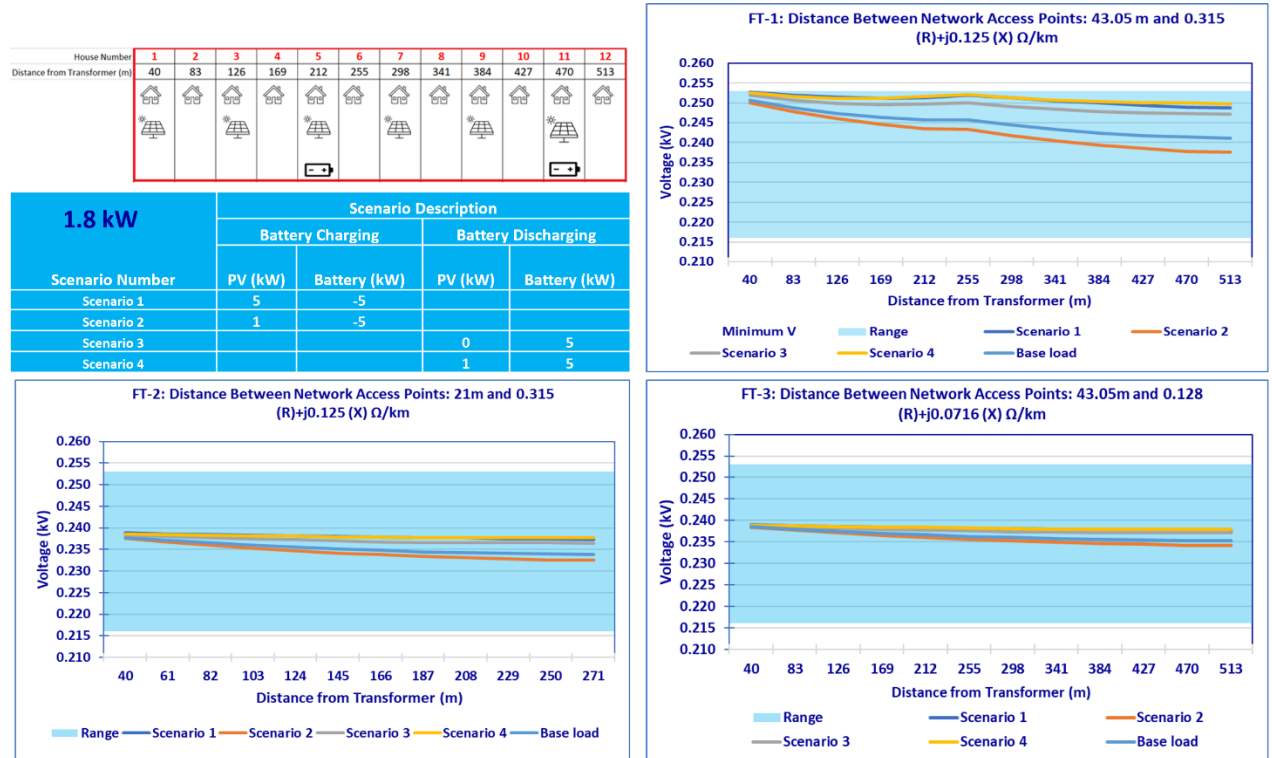 House Number 1 2 3 4 5 6 7 8 9 10 11 12
Distance from Transformer (m) 40 83 126 169 212 255 298 341 384 427 470 513
1.8 kW
Scenario Description
Battery Charging Battery Discharging
Scenario Number PV (kW) Battery (kW) PV (kW) Battery (kW)
Scenario 1 5 -5
Scenario 2 1 -5
Scenario 3 0 5
Scenario 4 1 5
FT-1: Distance Between Network Access Points: 43.05 m and 0.315
(R)+j0.125 (X) Ω/km
0.260
0.255
0.250
0.245
0.240
0.235
0.230
0.225
0.220
0.215
0.210
Voltage (kV)
40 83 126 169 212 255 298 341 384 427 470 513
Distance from Transformer (m)
Minimum V Range Scenario 1 Scenario 2
Scenario 3 Scenario 4 Base load
FT-2: Distance Between Network Access Points: 21m and 0.315
(R)+j0.125 (X) Ω/km
0.260
0.255
0.250
0.245
0.240
0.235
0.230
0.225
0.220
0.215
0.210
Voltage (kV)
40 61 82 103 124 145 166 187 208 229 250 271
Distance from Transformer (m)
Range Scenario 1 Scenario 2 Scenario 3 Scenario 4 Base load
FT-3: Distance Between Network Access Points: 43.05m and 0.128
(R)+j0.0716 (X) Ω/km
0.260
0.255
0.250
0.245
0.240
0.235
0.230
0.225
0.220
0.215
0.210
Voltage (kV)
40 83 126 169 212 255 298 341 384 427 470 513
Distance from Transformer (m)
Range Scenario 1 Scenario 2
Scenario 3 Scenario 4 Base load